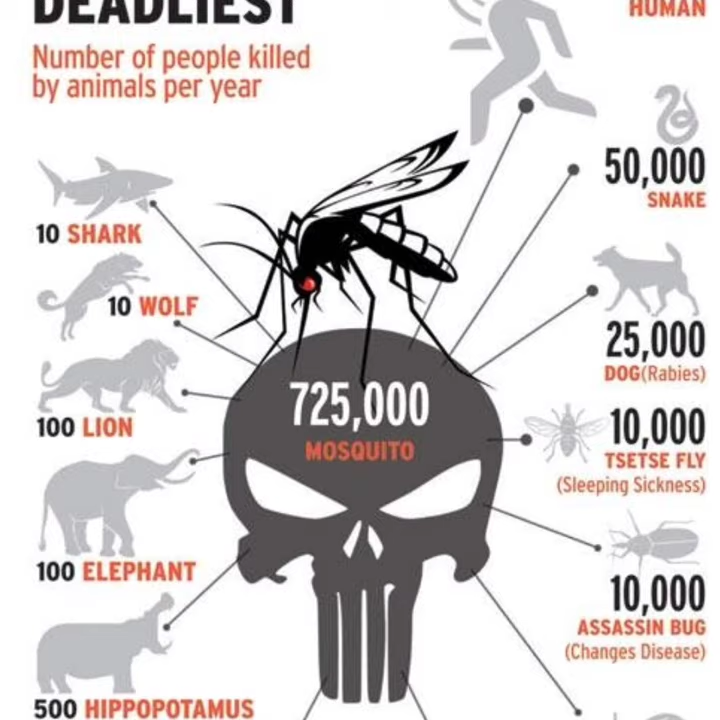 DEADLIEST
Number of people killed
by animals per year
HUMAN
50,000
SNAKE
10 SHARK
10 WOLF
25,000
DOG(Rabies)
100 LION
725,000
MOSQUITO
10,000
TSETSE FLY
(Sleeping Sickness)
100 ELEPHANT
10,000
ASSASSIN BUG
(Changes Disease)
500 HIPPOPOTAMUS